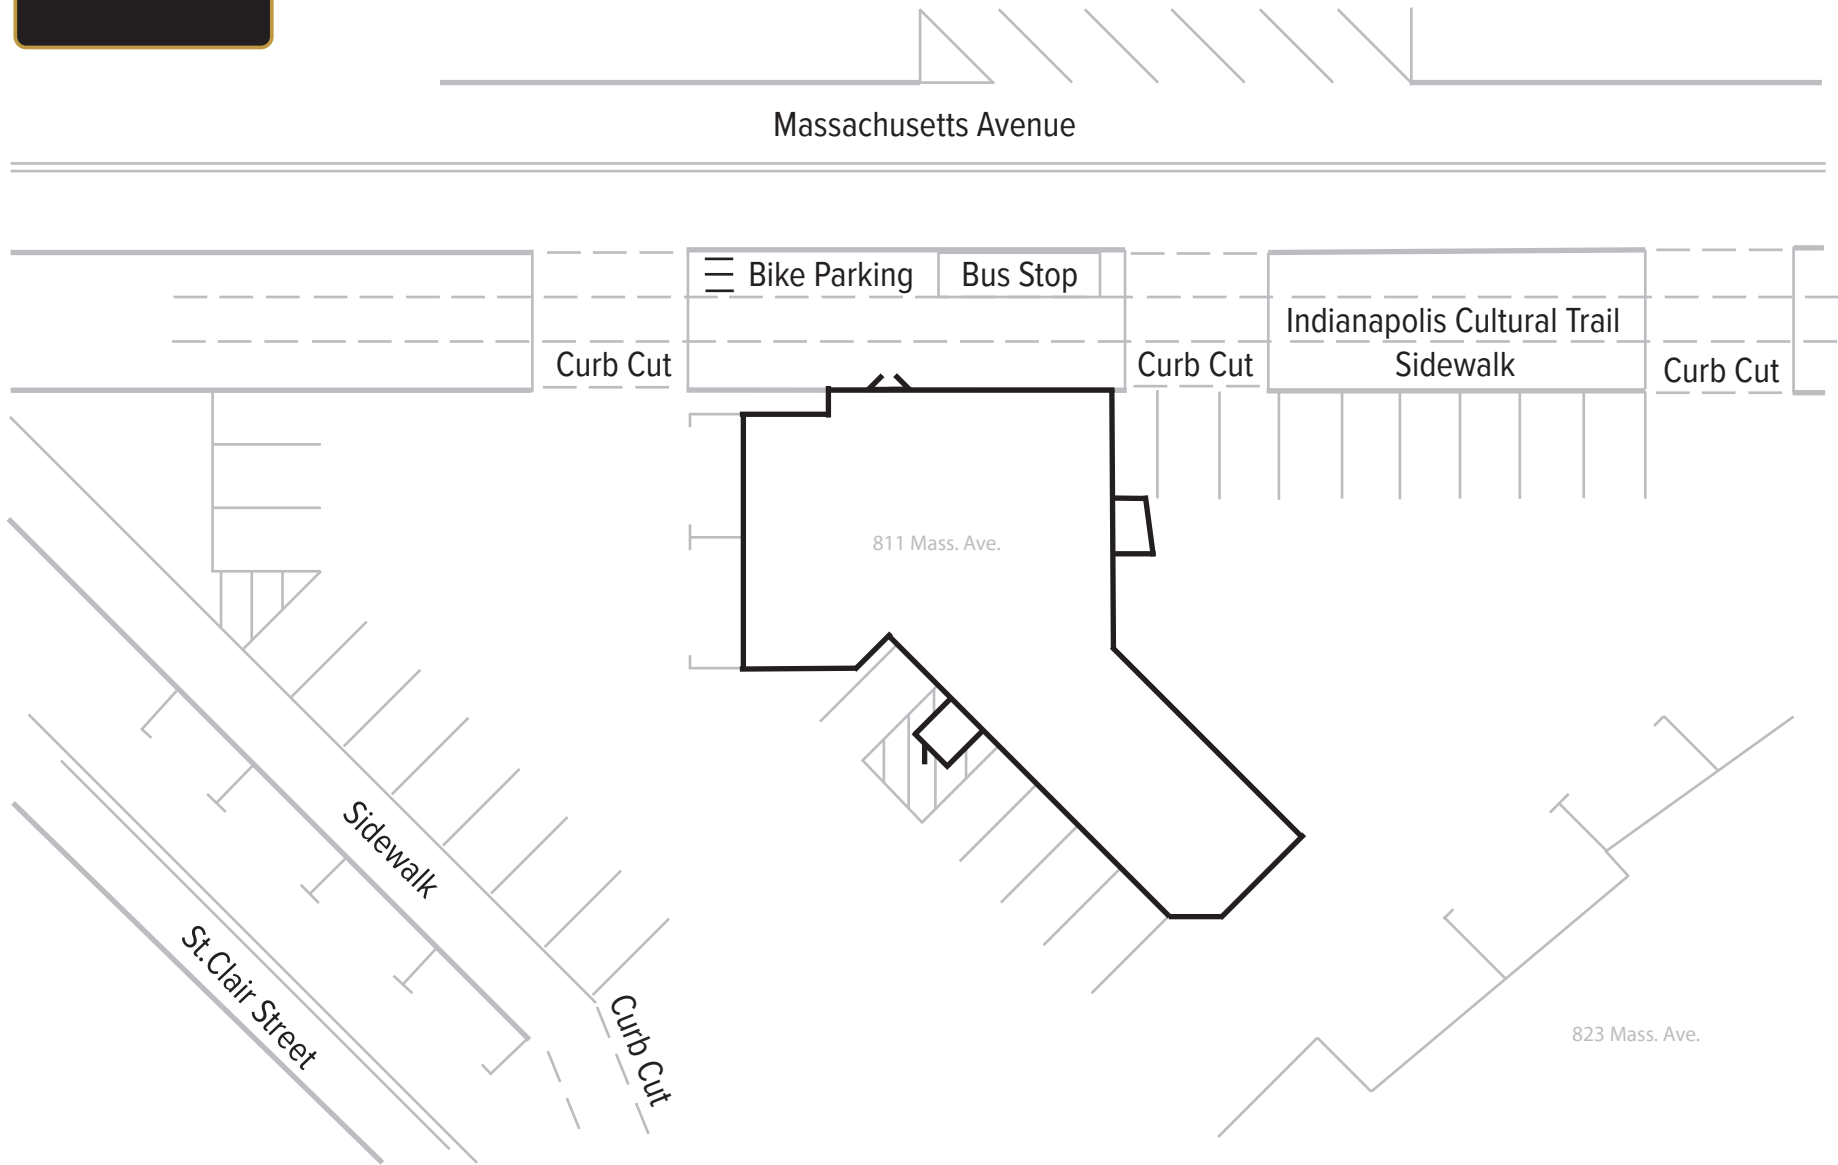 Massachusetts Avenue
Bike Parking
Bus Stop
Indianapolis Cultural Trail
Curb Cut
Curb Cut
Sidewalk
Curb Cut
811 Mass. Ave.
Sidewalk
St.Clair Street
Curb Cut
823 Mass. Ave.